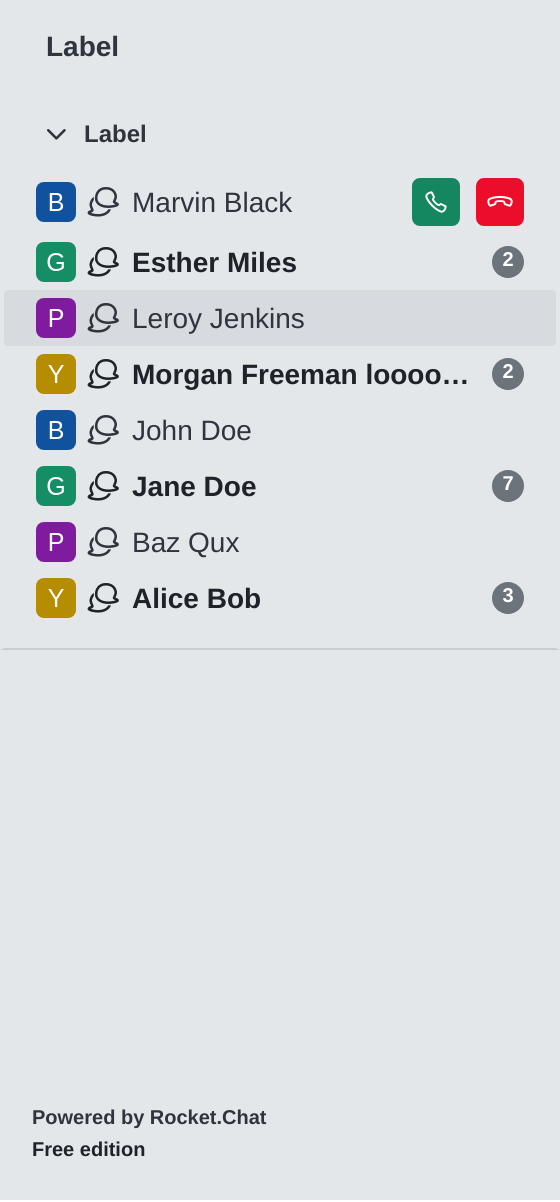 Label
Label
B Marvin Black
G Esther Miles 2
P Leroy Jenkins
Y Morgan Freeman loooo... 2
B John Doe
G Jane Doe 7
P Baz Qux
Y Alice Bob 3
Powered by Rocket.Chat
Free edition